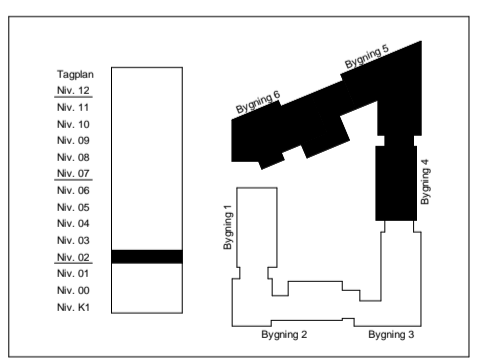 Tagplan
Niv. 12
Niv. 11
Niv. 10
Niv. 09
Niv. 08
Niv. 07
Niv. 06
Niv. 05
Niv. 04
Niv. 03
Niv. 02
Niv. 01
Niv. 00
Niv. K1
Bygning 5
Bygning 6
Bygning 4
Bygning 1
Bygning 2
Bygning 3